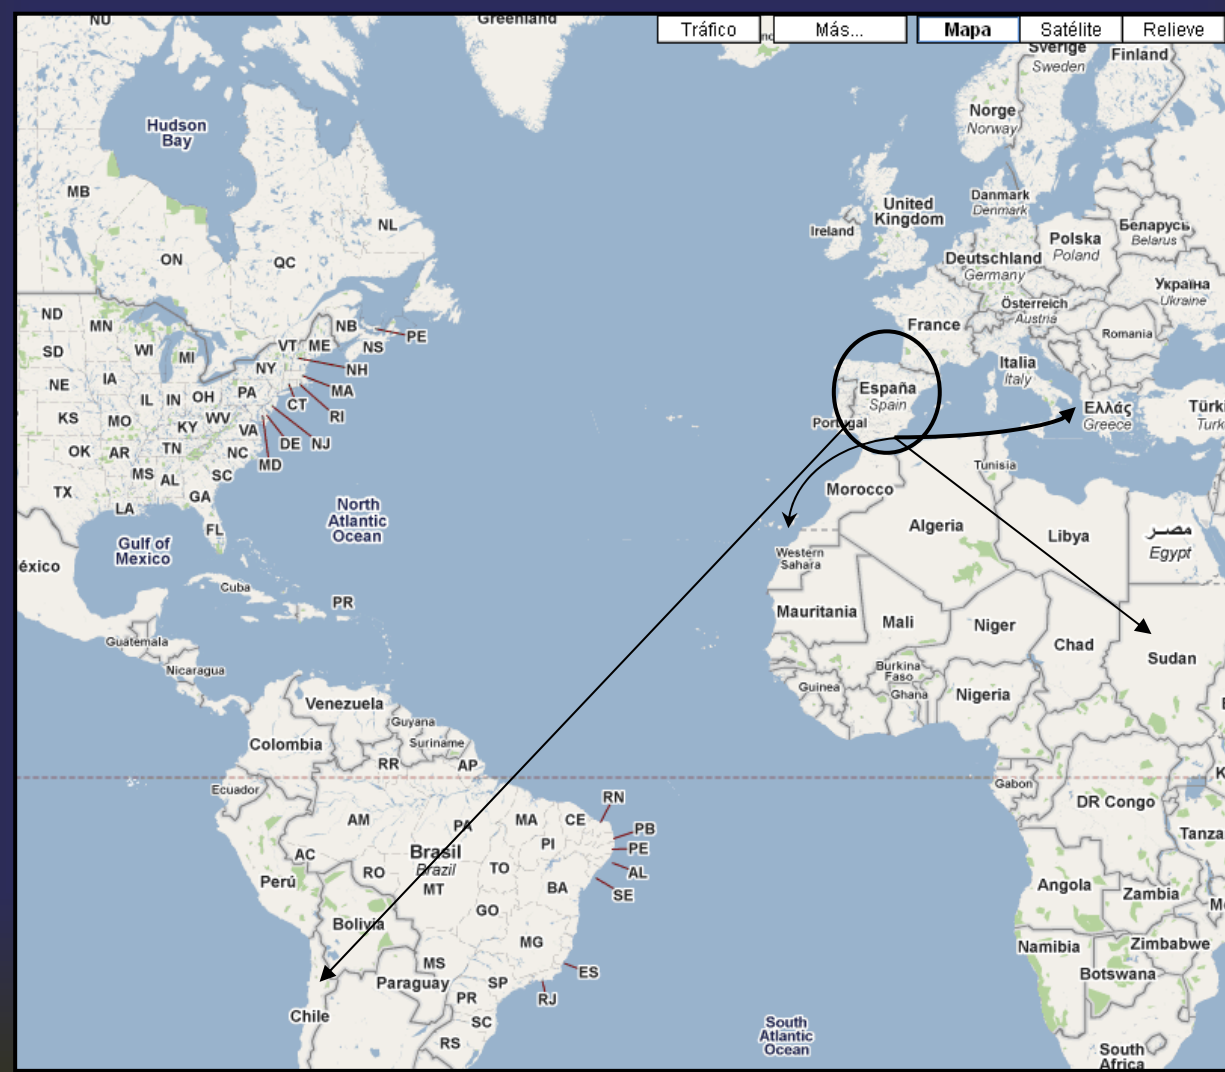 NU
Greenland
Tráfico
Más...
Mapa
Satélite
Relieve
Sverige
Sweden
Finland
Norge
Norway
Hudson
Bay
MB
NL
ON
QC
United
Kingdom
Ireland
Danmark
Denmark
Беларусь
Belarus
Polska
Poland
Deutschland
Germany
Україна
Ukraine
Österreich
Austria
ND
MN
NB
PE
France
Romania
SD
WI
MI
VT
ME
NS
NH
Italia
Italy
NY
NE
IA
IL
IN
OH
PA
MA
CT
RI
España
Spain
Ελλάς
Greece
KS
MO
KY
WV
VA
DE
NJ
Portugal
OK
AR
TN
NC
MD
MS
AL
SC
Tunisia
TX
LA
GA
FL
Morocco
North
Atlantic
Ocean
Algeria
Libya
مصر
Egypt
Gulf of
Mexico
éxico
Western
Sahara
Cuba
PR
Mauritania
Mali
Niger
Chad
Sudan
Guatemala
Nicaragua
Burkina
Faso
Guinea
Ghana
Nigeria
Venezuela
Guyana
Suriname
Colombia
RR
AP
Ecuador
Gabon
DR Congo
RN
AM
PA
MA
CE
PB
PI
PE
Tanza
AC
Brasil
Brazil
RO
TO
AL
Perú
MT
BA
SE
Angola
Zambia
GO
Bolivia
MG
Namibia
Zimbabwe
MS
ES
Botswana
Paraguay
SP
PR
RJ
Chile
SC
RS
South
Atlantic
Ocean
South
Africa